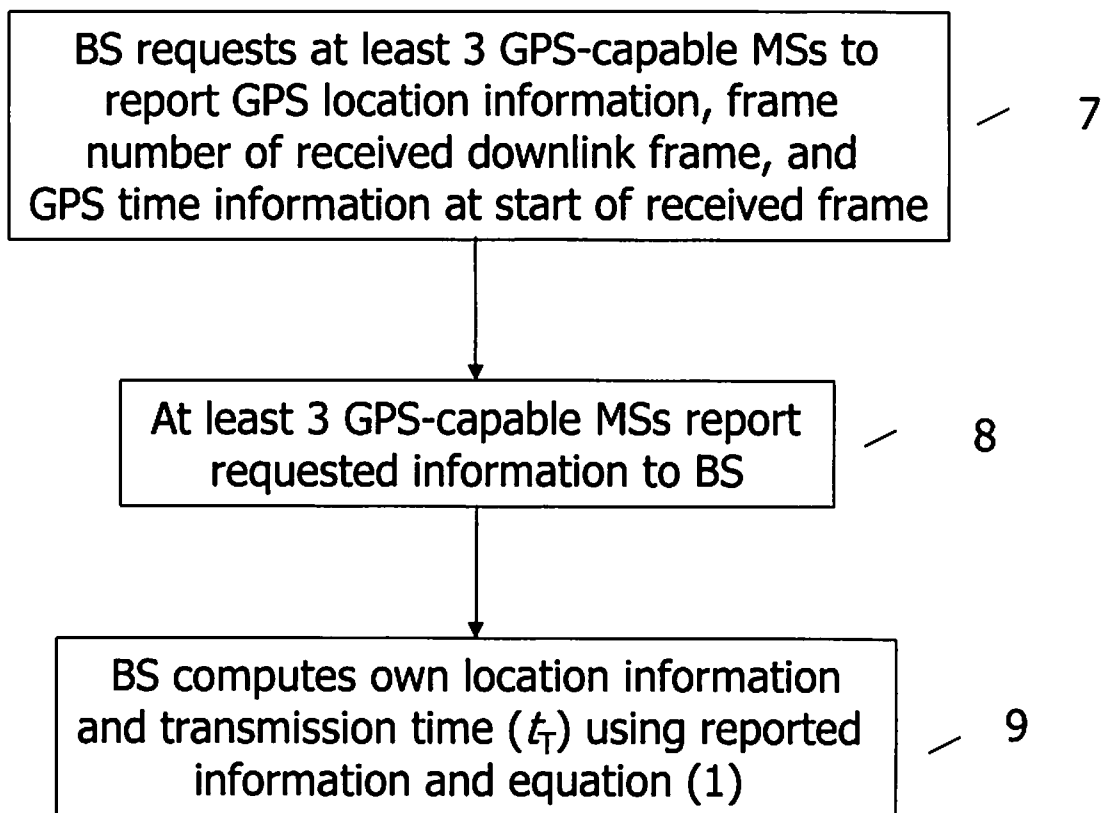 BS requests at least 3 GPS-capable MSs to
report GPS location information, frame
number of received downlink frame, and
GPS time information at start of received frame
7
At least 3 GPS-capable MSs report
requested information to BS
8
BS computes own location information
and transmission time (tT) using reported
information and equation (1)
9